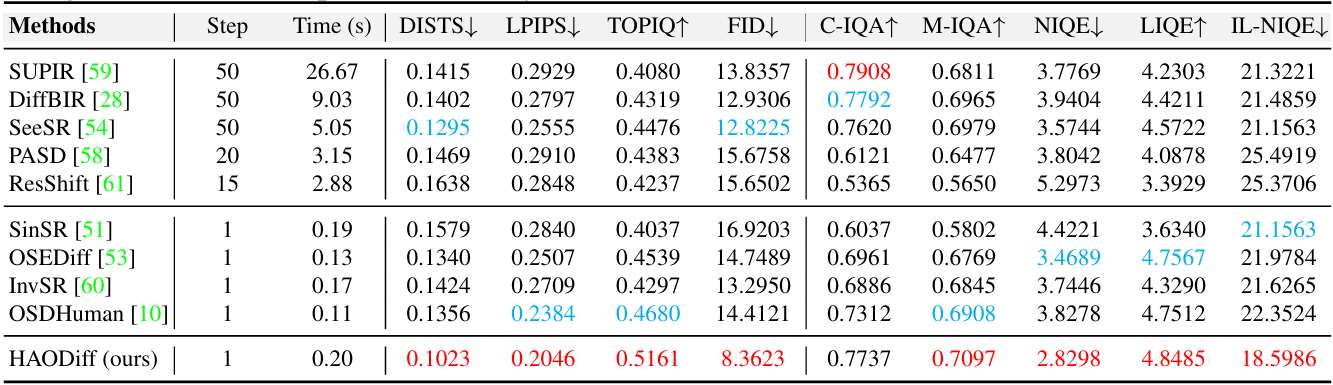 Methods Step Time (s) DISTS↓ LPIPS↓ TOPIQ↑ FID↓ C-IQA↑ M-IQA↑ NIQE↓ LIQE↑ IL-NIQE↓
SUPIR [59] 50 26.67 0.1415 0.2929 0.4080 13.8357 0.7908 0.6811 3.7769 4.2303 21.3221
DiffBIR [28] 50 9.03 0.1402 0.2797 0.4319 12.9306 0.7792 0.6965 3.9404 4.4211 21.4859
SeeSR [54] 50 5.05 0.1295 0.2555 0.4476 12.8225 0.7620 0.6979 3.5744 4.5722 21.1563
PASD [58] 20 3.15 0.1469 0.2910 0.4383 15.6758 0.6121 0.6477 3.8042 4.0878 25.4919
ResShift [61] 15 2.88 0.1638 0.2848 0.4237 15.6502 0.5365 0.5650 5.2973 3.3929 25.3706
SinSR [51] 1 0.19 0.1579 0.2840 0.4037 16.9203 0.6037 0.5802 4.4221 3.6340 21.1563
OSEDiff [53] 1 0.13 0.1340 0.2507 0.4539 14.7489 0.6961 0.6769 3.4689 4.7567 21.9784
InvSR [60] 1 0.17 0.1424 0.2709 0.4297 13.2950 0.6886 0.6845 3.7446 4.3290 21.6265
OSDHuman [10] 1 0.11 0.1356 0.2384 0.4680 14.4121 0.7312 0.6908 3.8278 4.7512 22.3524
HAODiff (ours) 1 0.20 0.1023 0.2046 0.5161 8.3623 0.7737 0.7097 2.8298 4.8485 18.5986